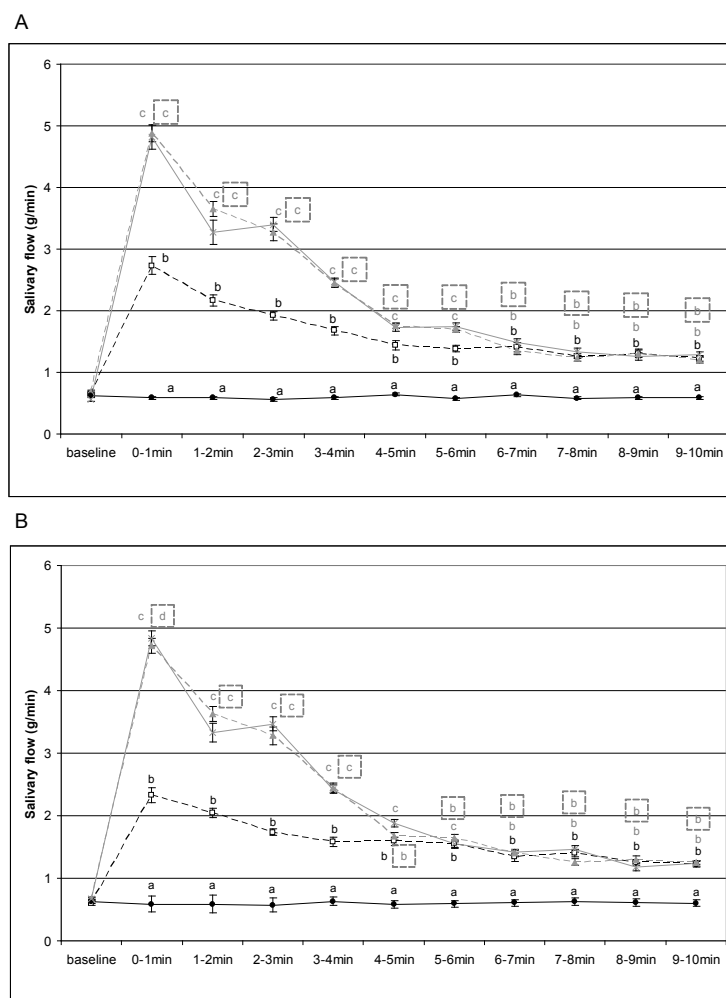 A
Salivary flow (g/min)
6
5
4
3
2
1
0
c c
c c
c c
c c
c c b b b b
c c b b b b
b b b b b b b b b b
a a a a a a a a a a
baseline 0-1min 1-2min 2-3min 3-4min 4-5min 5-6min 6-7min 7-8min 8-9min 9-10min
B
Salivary flow (g/min)
6
5
4
3
2
1
0
c d
c c
c c
c c
c b b b b b
c b b b b
b b b b b b b b b b b
a a a a a a a a a a
baseline 0-1min 1-2min 2-3min 3-4min 4-5min 5-6min 6-7min 7-8min 8-9min 9-10min